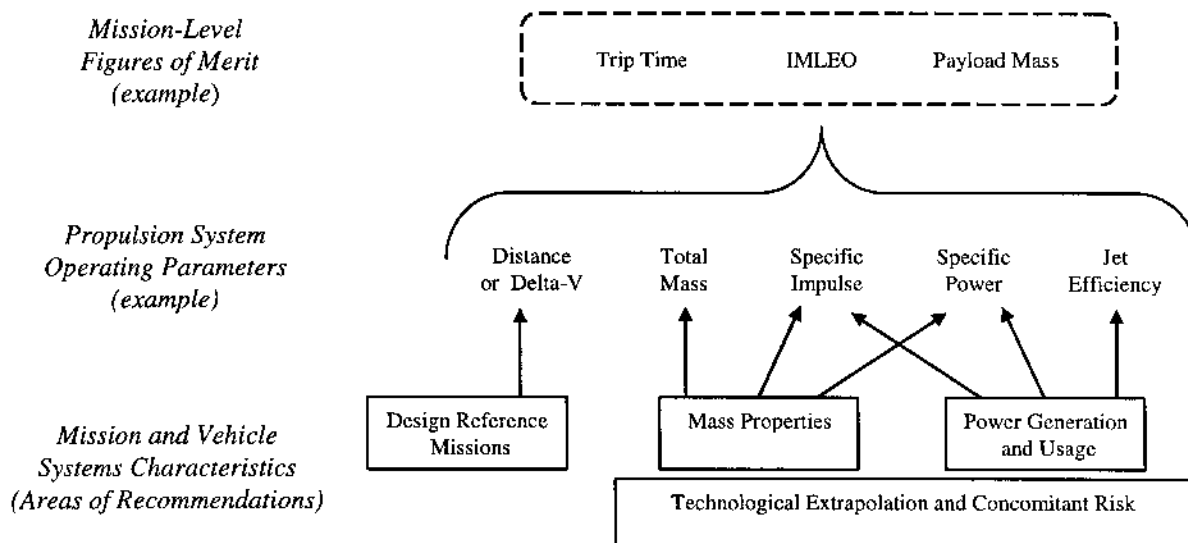 Mission-Level
Figures of Merit
(example)
Trip Time IMLEO Payload Mass
Propulsion System
Operating Parameters
(example)
Distance
or Delta-V
Total
Mass
Specific
Impulse
Specific
Power
Jet
Efficiency
Mission and Vehicle
Systems Characteristics
(Areas of Recommendations)
Design Reference
Missions
Mass Properties
Power Generation
and Usage
Technological Extrapolation and Concomitant Risk